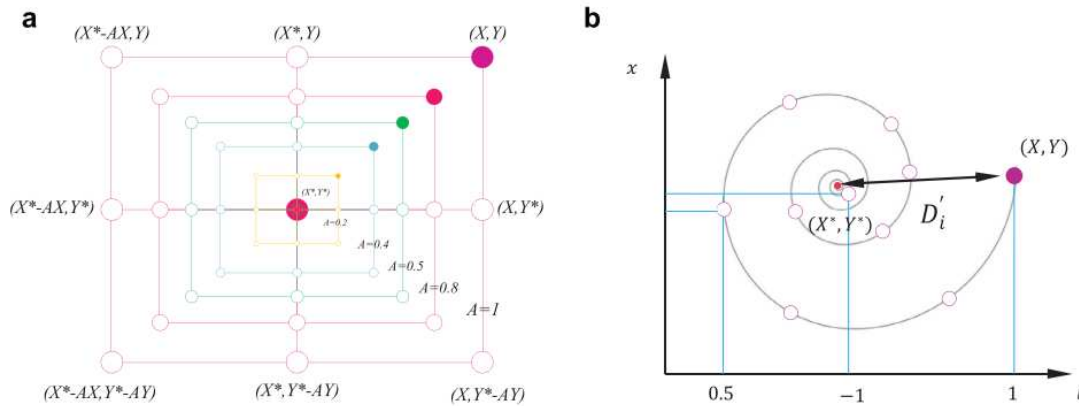 a
(X*-AX,Y)
(X*,Y)
(X,Y)
(X*-AX,Y*)
(X*,Y*)
(X,Y*)
A=0.2
A=0.4
A=0.5
A=0.8
A=1
(X*-AX,Y*-AY)
(X*,Y*-AY)
(X,Y*-AY)
b
x
(X,Y)
(X*,Y*)
D'i
0.5
−1
1